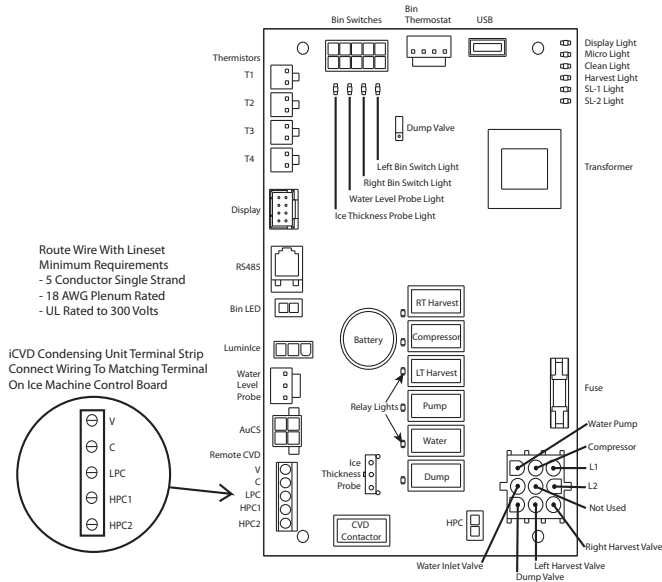 Bin Switches
Bin
Thermostat
USB
Display Light
Micro Light
Clean Light
Harvest Light
SL-1 Light
SL-2 Light
Thermistors
T1
T2
T3
T4
Dump Valve
Left Bin Switch Light
Right Bin Switch Light
Water Level Probe Light
Ice Thickness Probe Light
Transformer
Display
Route Wire With Lineset
Minimum Requirements
- 5 Conductor Single Strand
- 18 AWG Plenum Rated
- UL Rated to 300 Volts
RS485
Bin LED
LuminIce
Water
Level
Probe
AuCS
Remote CVD
V
C
LPC
HPC1
HPC2
iCVD Condensing Unit Terminal Strip
Connect Wiring To Matching Terminal
On Ice Machine Control Board
V
C
LPC
HPC1
HPC2
Battery
RT Harvest
Compressor
LT Harvest
Relay Lights
Pump
Water
Dump
Ice
Thickness
Probe
CVD
Contactor
HPC
Fuse
Water Pump
Compressor
L1
L2
Not Used
Right Harvest Valve
Left Harvest Valve
Dump Valve
Water Inlet Valve